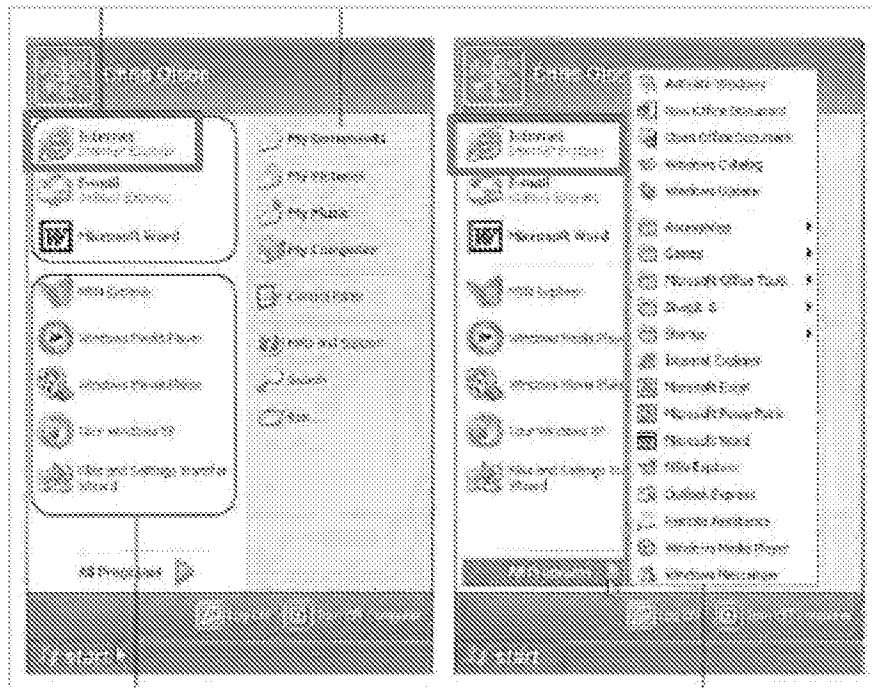 Internet
Internet Explorer
E-mail
Outlook Express
Microsoft Word
MSN Explorer
Windows Media Player
Windows Movie Maker
Tour Windows XP
Files and Settings Transfer
Wizard
All Programs
My Documents
My Pictures
My Music
My Computer
Control Panel
Help and Support
Search
Run
start
Internet
Internet Explorer
E-mail
Outlook Express
Microsoft Word
MSN Explorer
Windows Media Play
Windows Movie Make
Tour Windows XP
Files and Settings
Wizard
Activate Windows
New Office Document
Open Office Document
Windows Catalog
Windows Update
Accessories
Games
Microsoft Office Tools
Startup
Internet Explorer
Microsoft Excel
Microsoft PowerPoint
Microsoft Word
MSN Explorer
Outlook Express
Remote Assistance
Windows Media Player
Windows Messenger
start